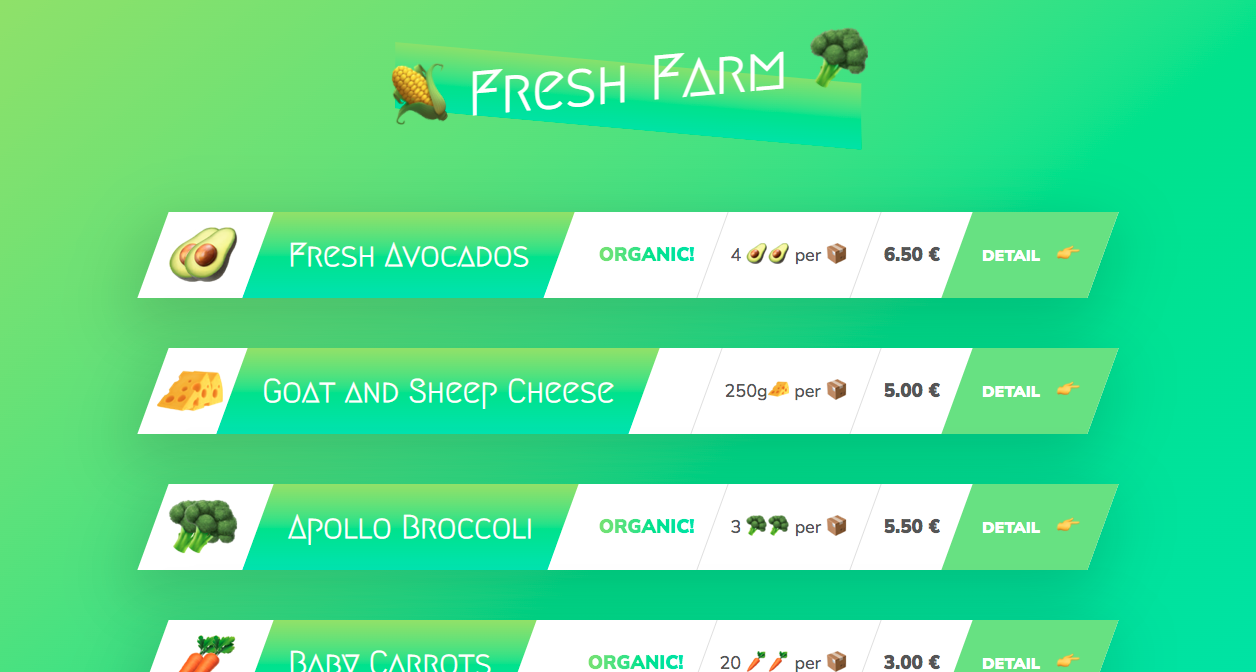 Fresh Farm
Fresh Avocados ORGANIC! 4 🥑🥑 per 📦 6.50 € DETAIL 👉
Goat and Sheep Cheese 250g🧀 per 📦 5.00 € DETAIL 👉
Apollo Broccoli ORGANIC! 3 🥦🥦 per 📦 5.50 € DETAIL 👉
Baby Carrots ORGANIC! 20 🥕🥕 per 📦 3.00 € DETAIL 👉